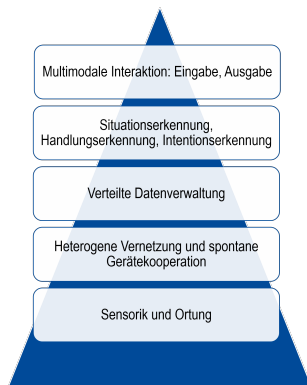 Multimodale Interaktion: Eingabe, Ausgabe
Situationserkennung,
Handlungserkennung, Intentionserkennung
Verteilte Datenverwaltung
Heterogene Vernetzung und spontane
Gerätekooperation
Sensorik und Ortung